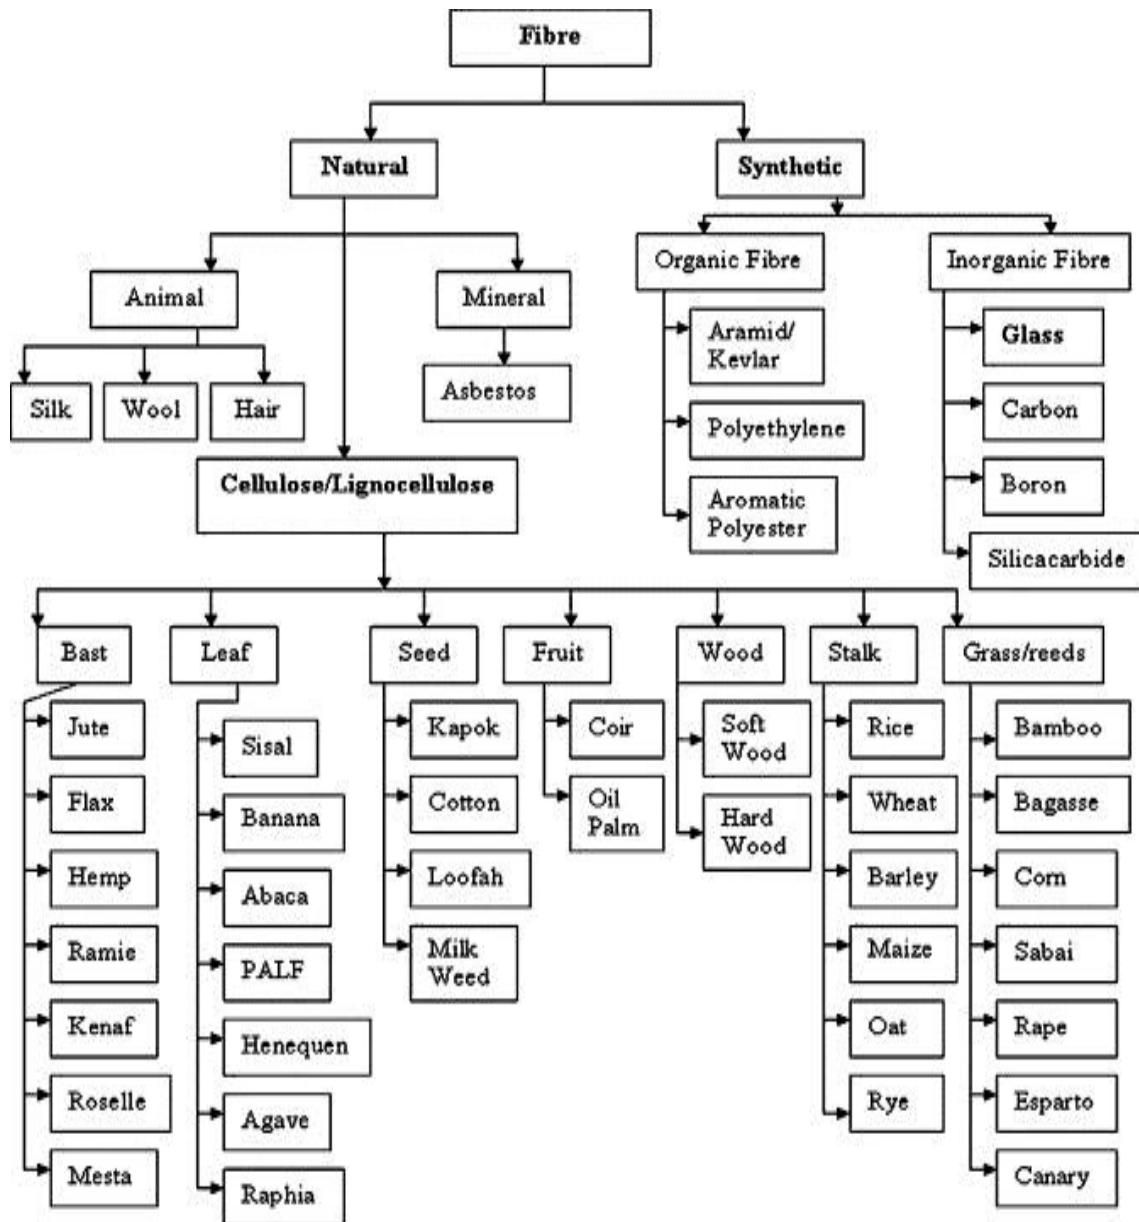 Fibre
Natural
Synthetic
Organic Fibre
Inorganic Fibre
Animal
Mineral
Aramid/
Kevlar
Glass
Silk
Wool
Hair
Asbestos
Polyethylene
Carbon
Cellulose/Lignocellulose
Aromatic
Polyester
Boron
Silicacarbide
Bast
Leaf
Seed
Fruit
Wood
Stalk
Grass/reeds
Jute
Flax
Hemp
Ramie
Kenaf
Roselle
Mesta
Sisal
Banana
Abaca
PALF
Henequen
Agave
Raphia
Kapok
Cotton
Loofah
Milk
Weed
Coir
Oil
Palm
Soft
Wood
Hard
Wood
Rice
Wheat
Barley
Maize
Oat
Rye
Bamboo
Bagasse
Corn
Sabai
Rape
Esparto
Canary